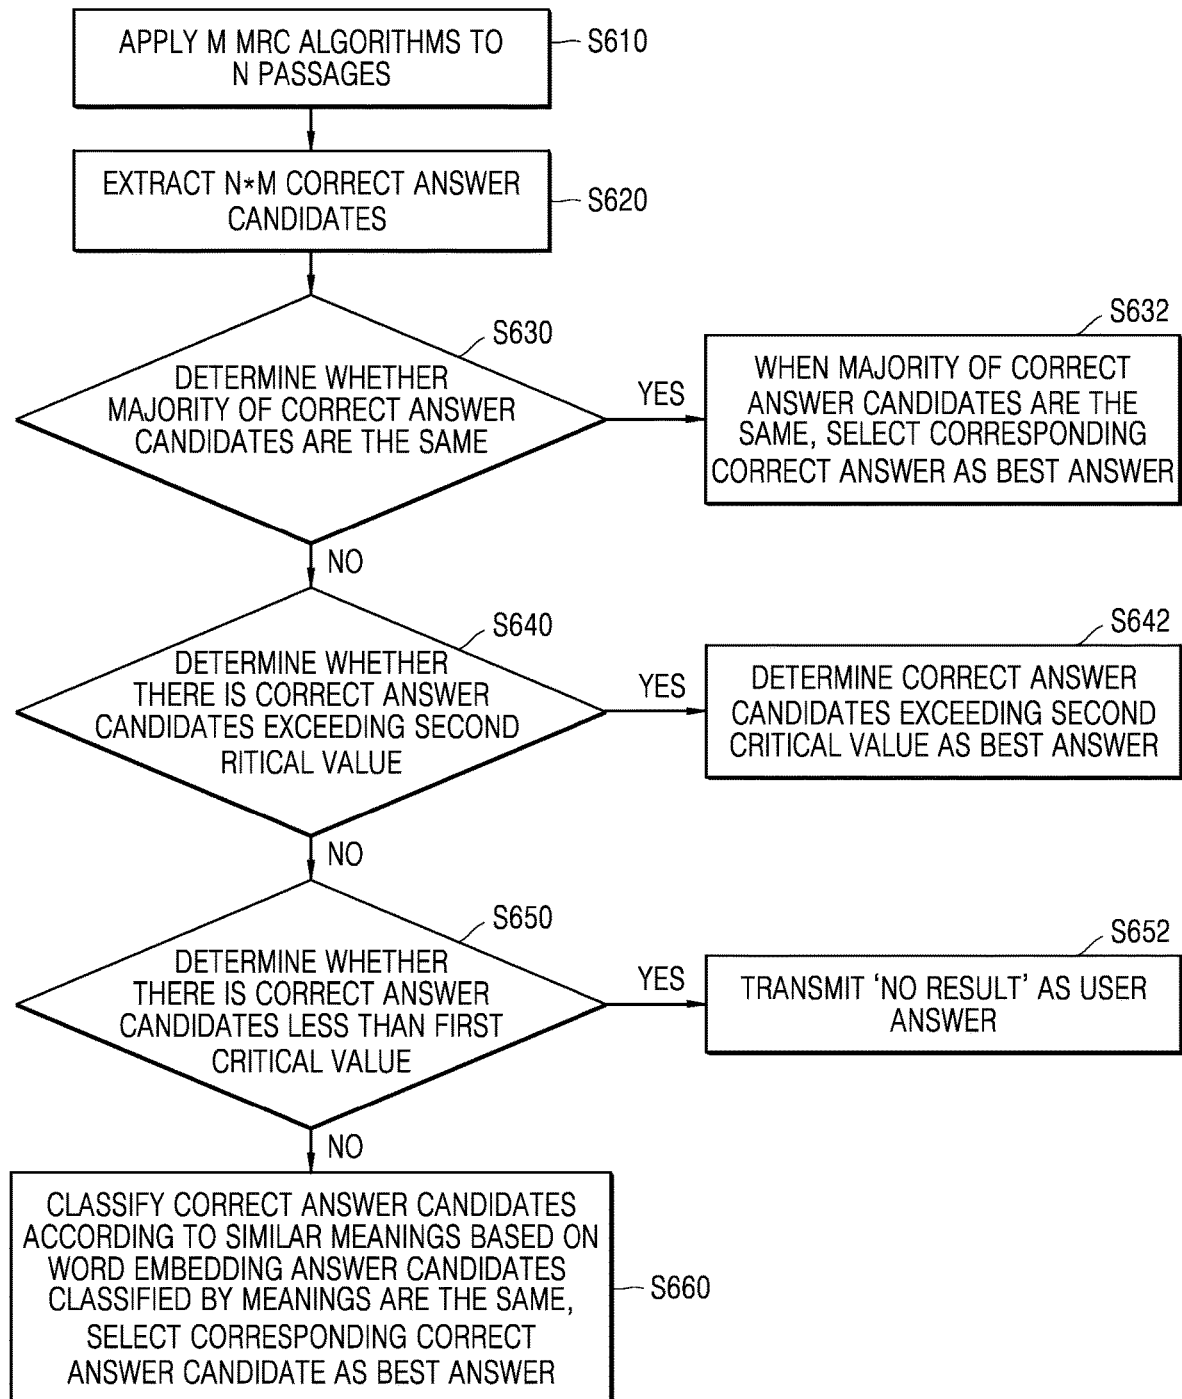 APPLY M MRC ALGORITHMS TO
N PASSAGES
S610
EXTRACT N*M CORRECT ANSWER
CANDIDATES
S620
S630
DETERMINE WHETHER
MAJORITY OF CORRECT ANSWER
CANDIDATES ARE THE SAME
YES
S632
WHEN MAJORITY OF CORRECT
ANSWER CANDIDATES ARE THE
SAME, SELECT CORRESPONDING
CORRECT ANSWER AS BEST ANSWER
NO
S640
DETERMINE WHETHER
THERE IS CORRECT ANSWER
CANDIDATES EXCEEDING SECOND
RITICAL VALUE
YES
S642
DETERMINE CORRECT ANSWER
CANDIDATES EXCEEDING SECOND
CRITICAL VALUE AS BEST ANSWER
NO
S650
DETERMINE WHETHER
THERE IS CORRECT ANSWER
CANDIDATES LESS THAN FIRST
CRITICAL VALUE
YES
S652
TRANSMIT 'NO RESULT' AS USER
ANSWER
NO
CLASSIFY CORRECT ANSWER CANDIDATES
ACCORDING TO SIMILAR MEANINGS BASED ON
WORD EMBEDDING ANSWER CANDIDATES
CLASSIFIED BY MEANINGS ARE THE SAME,
SELECT CORRESPONDING CORRECT
ANSWER CANDIDATE AS BEST ANSWER
S660